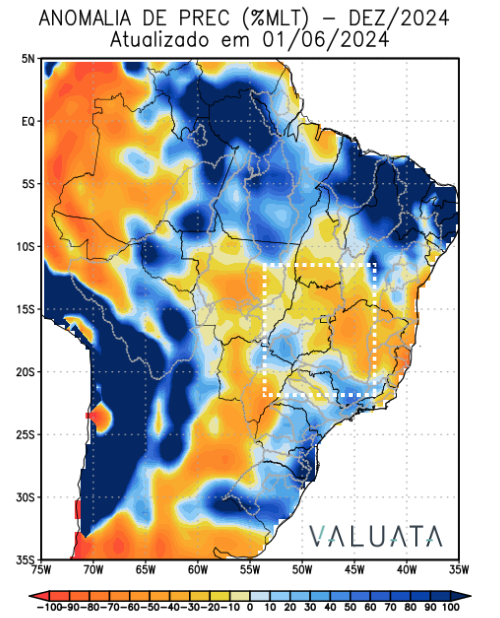 ANOMALIA DE PREC (%MLT) – DEZ/2024
Atualizado em 01/06/2024
5N
EQ
5S
10S
15S
20S
25S
30S
35S
75W 70W 65W 60W 55W 50W 45W 40W 35W
VALUATA
-100 -90 -80 -70 -60 -50 -40 -30 -20 -10 0 10 20 30 40 50 60 70 80 90 100